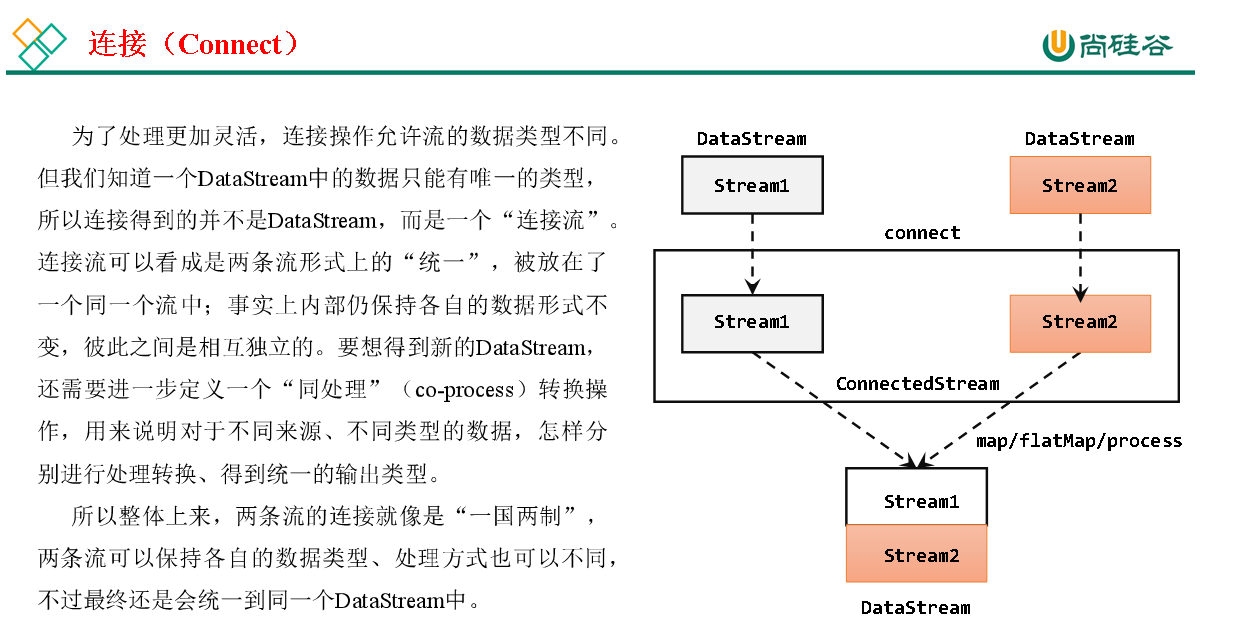 连接（Connect）
尚硅谷
为了处理更加灵活，连接操作允许流的数据类型不同。
但我们知道一个DataStream中的数据只能有唯一的类型，
所以连接得到的并不是DataStream，而是一个“连接流”。
连接流可以看成是两条流形式上的“统一”，被放在了
一个同一个流中；事实上内部仍保持各自的数据形式不
变，彼此之间是相互独立的。要想得到新的DataStream，
还需要进一步定义一个“同处理”（co-process）转换操
作，用来说明对于不同来源、不同类型的数据，怎样分
别进行处理转换、得到统一的输出类型。
所以整体上来，两条流的连接就像是“一国两制”，
两条流可以保持各自的数据类型、处理方式也可以不同，
不过最终还是会统一到同一个DataStream中。
DataStream
DataStream
Stream1
Stream2
connect
Stream1
Stream2
ConnectedStream
map/flatMap/process
Stream1
Stream2
DataStream